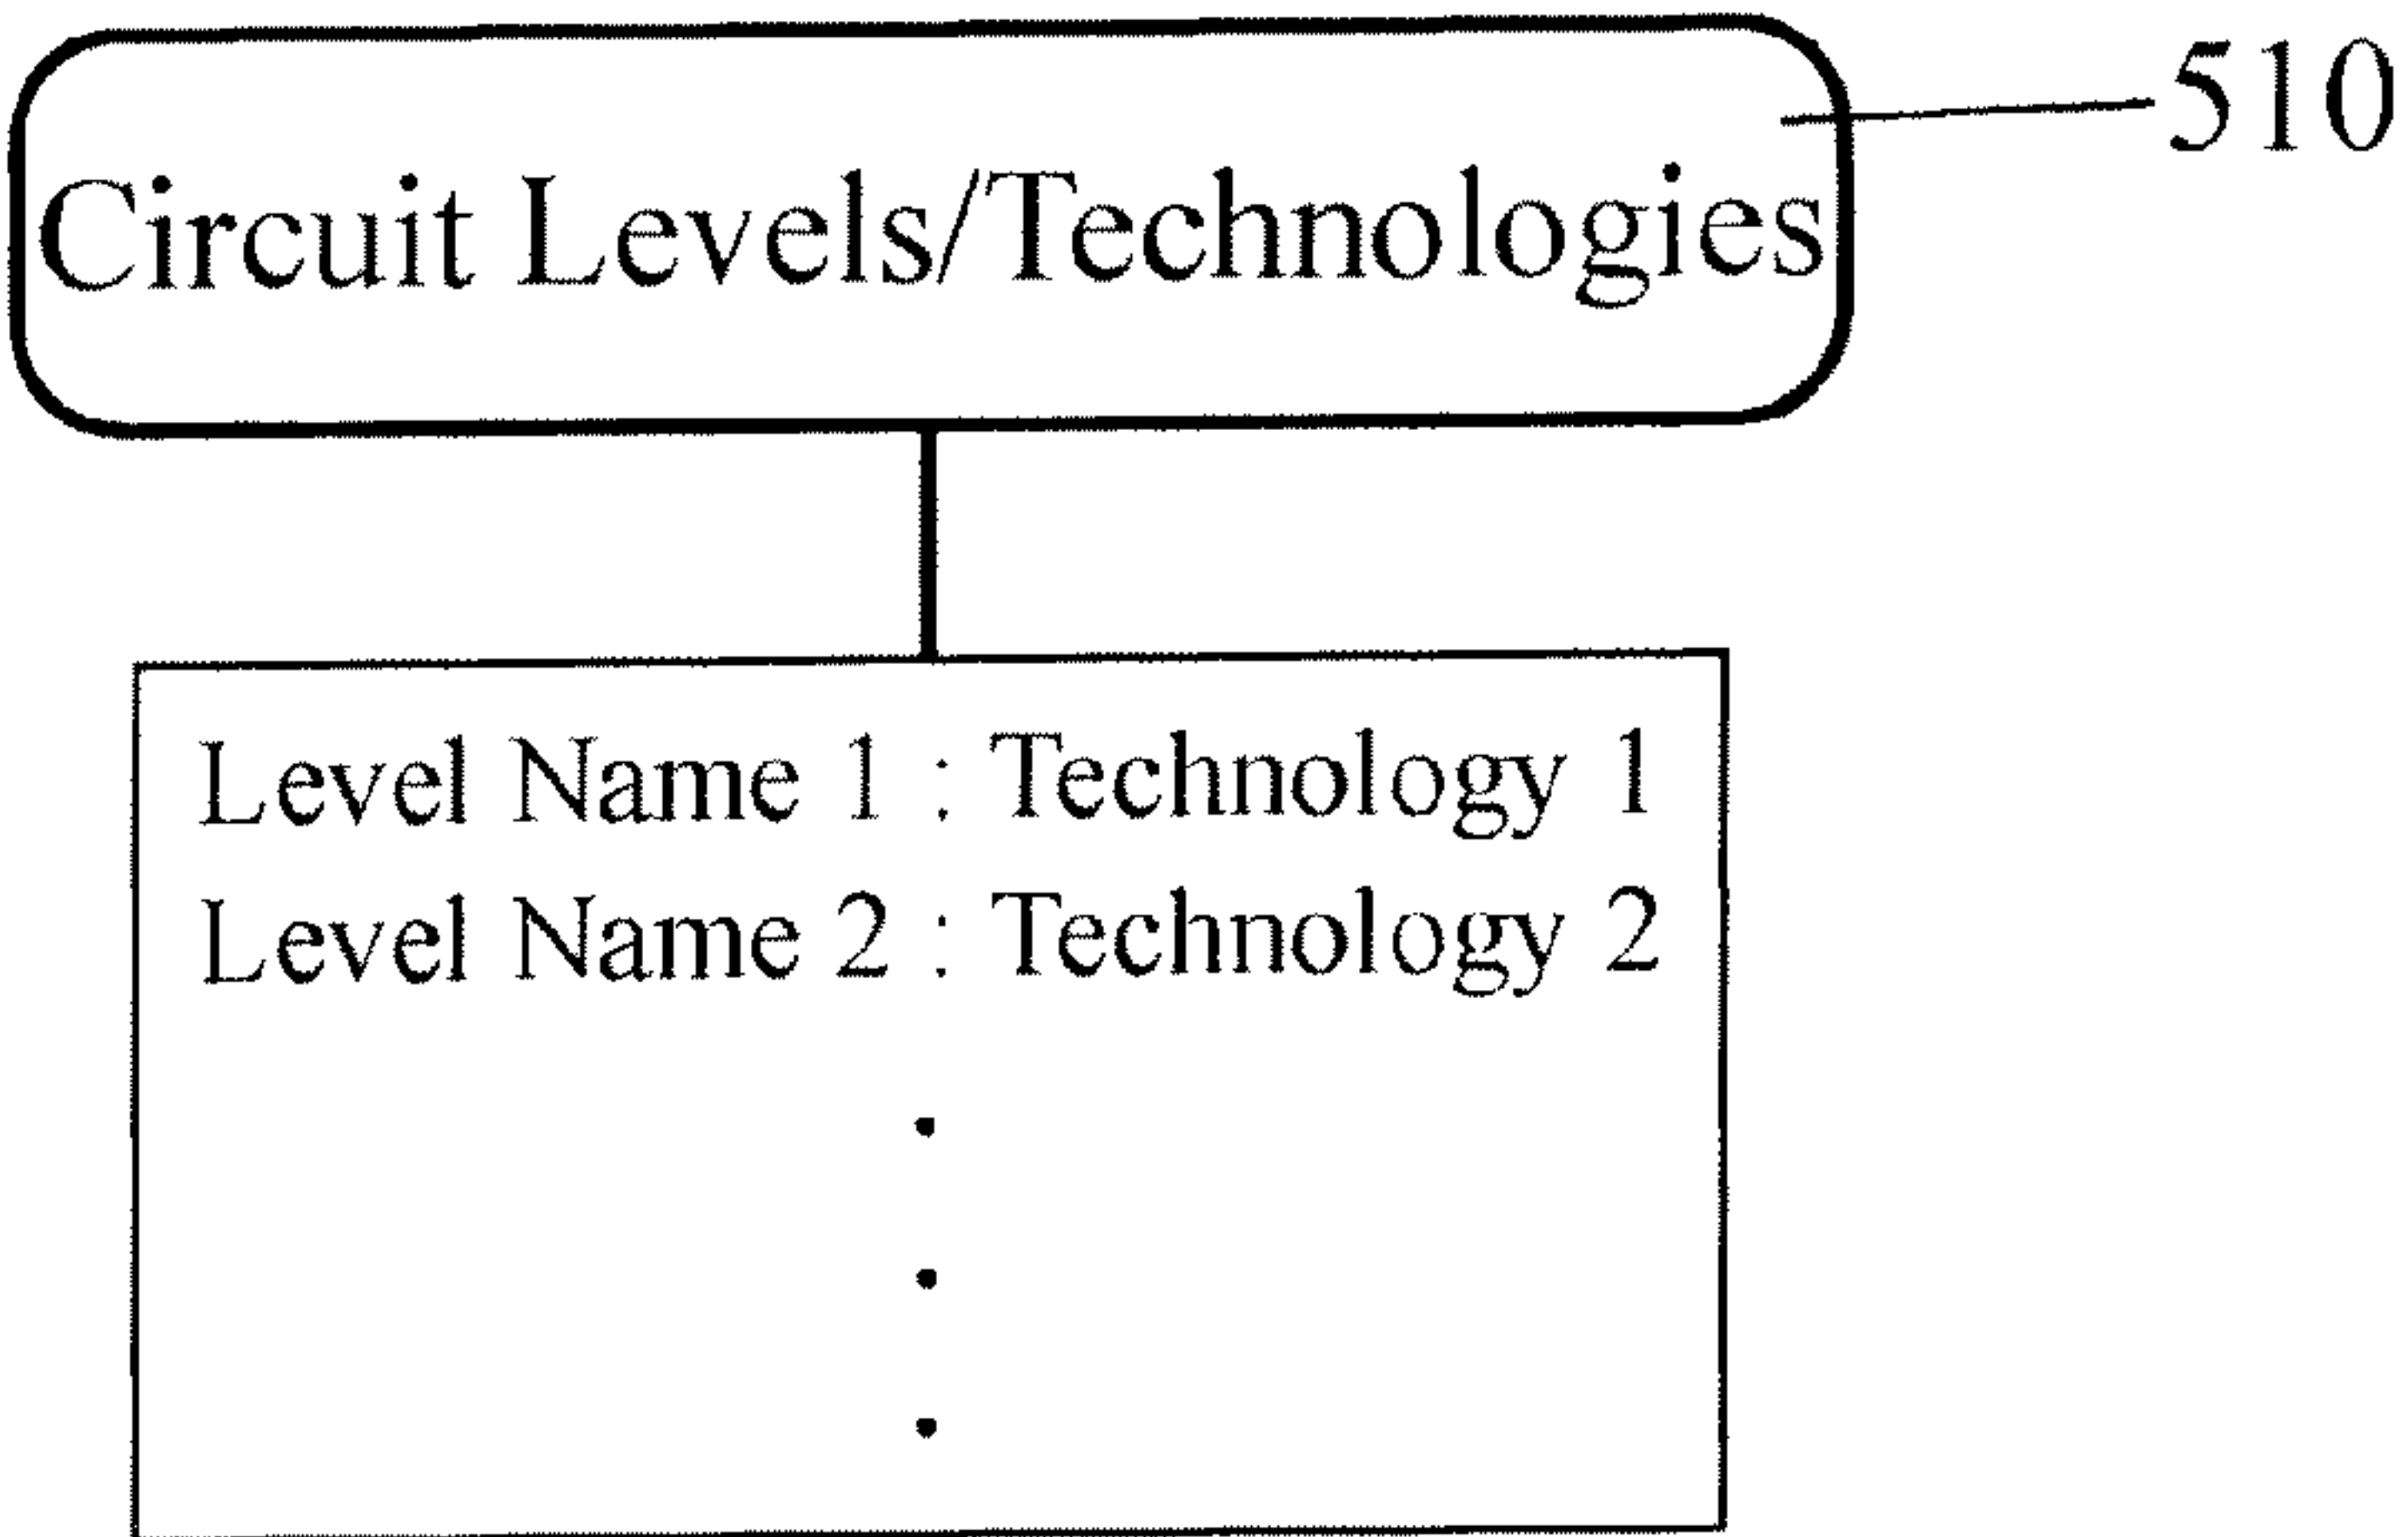 510
Circuit Levels/Technologies
Level Name 1 : Technology 1
Level Name 2 : Technology 2
.
.
.